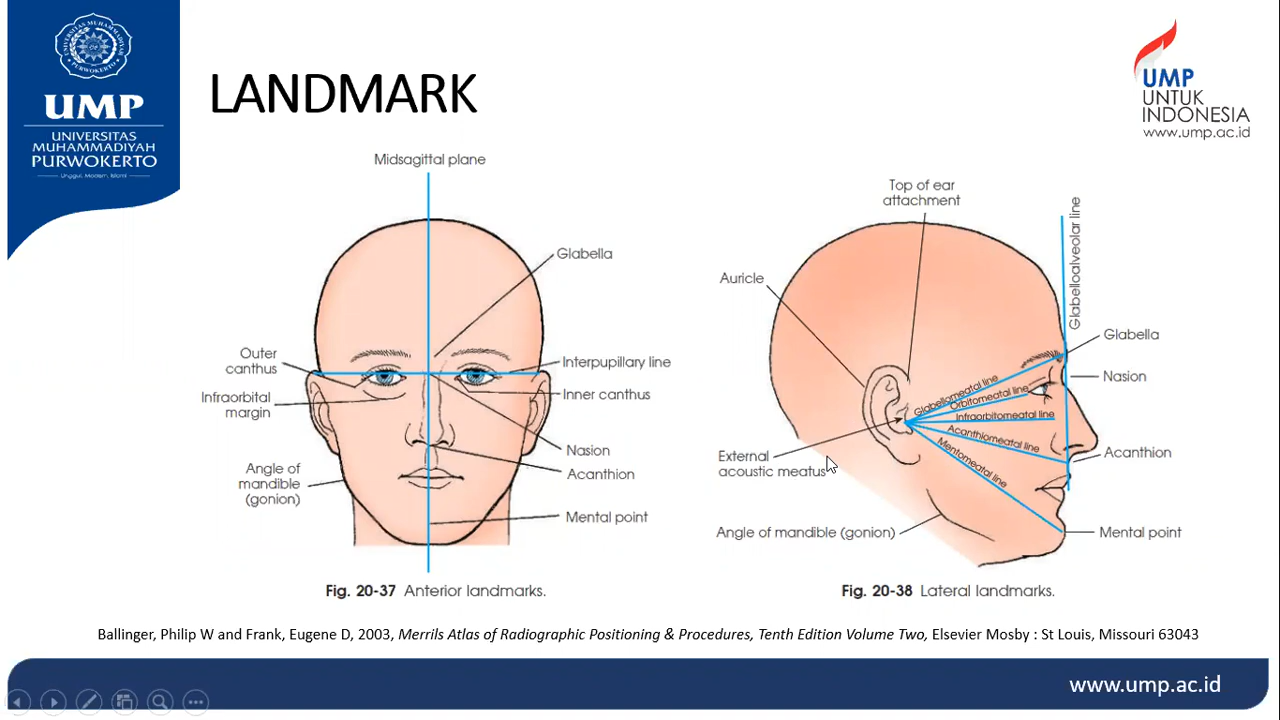 UMP
UNIVERSITAS
MUHAMMADIYAH
PURWOKERTO
Unggul, Modern, Islami
LANDMARK
UMP
UNTUK
INDONESIA
www.ump.ac.id
Midsagittal plane
Glabella
Outer
canthus
Interpupillary line
Infraorbital
margin
Inner canthus
Nasion
Angle of
mandible
(gonion)
Acanthion
Mental point
Fig. 20-37 Anterior landmarks.
Top of ear
attachment
Glabelloalveolar line
Auricle
Glabella
Nasion
Glabellomeatal line
Orbitomeatal line
Infraorbitomeatal line
Acanthiomeatal line
Mentomeatal line
External
acoustic meatus
Acanthion
Angle of mandible (gonion)
Mental point
Fig. 20-38 Lateral landmarks.
Ballinger, Philip W and Frank, Eugene D, 2003, Merrils Atlas of Radiographic Positioning & Procedures, Tenth Edition Volume Two, Elsevier Mosby : St Louis, Missouri 63043
www.ump.ac.id